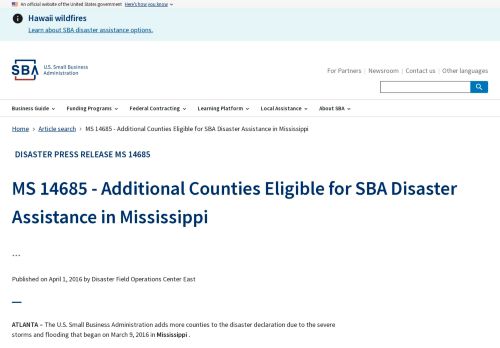 An official website of the United States government Here's how you know
Hawaii wildfires
Learn about SBA disaster assistance options.
SBA U.S. Small Business
Administration
For Partners Newsroom Contact us Other languages
Business Guide Funding Programs Federal Contracting Learning Platform Local Assistance About SBA
Home > Article search > MS 14685 - Additional Counties Eligible for SBA Disaster Assistance in Mississippi
DISASTER PRESS RELEASE MS 14685
MS 14685 - Additional Counties Eligible for SBA Disaster
Assistance in Mississippi
...
Published on April 1, 2016 by Disaster Field Operations Center East
ATLANTA – The U.S. Small Business Administration adds more counties to the disaster declaration due to the severe
storms and flooding that began on March 9, 2016 in Mississippi .